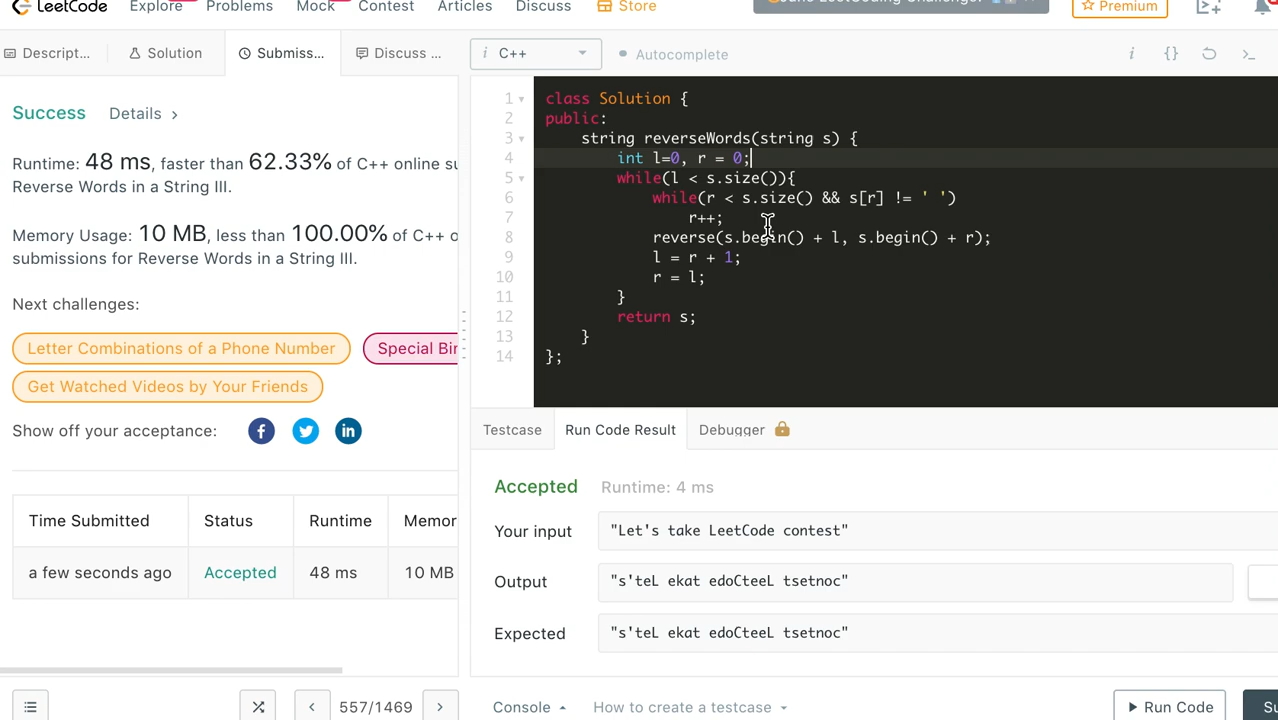 LeetCode Explore Problems Mock Contest Articles Discuss Store Premium
Descript... Solution Submiss... Discuss ...
i C++ Autocomplete
Success Details >
Runtime: 48 ms, faster than 62.33% of C++ online su
Reverse Words in a String III.
Memory Usage: 10 MB, less than 100.00% of C++ o
submissions for Reverse Words in a String III.
Next challenges:
Letter Combinations of a Phone Number Special Bin
Get Watched Videos by Your Friends
Show off your acceptance:
Time Submitted Status Runtime Memor
a few seconds ago Accepted 48 ms 10 MB
557/1469
1 class Solution {
2 public:
3 string reverseWords(string s) {
4 int l=0, r = 0;
5 while(l < s.size()){
6 while(r < s.size() && s[r] != ' ')
7 r++;
8 reverse(s.begin() + l, s.begin() + r);
9 l = r + 1;
10 r = l;
11 }
12 return s;
13 }
14 };
Testcase Run Code Result Debugger
Accepted Runtime: 4 ms
Your input "Let's take LeetCode contest"
Output "s'teL ekat edoCteeL tsetnoc"
Expected "s'teL ekat edoCteeL tsetnoc"
Console How to create a testcase Run Code Su